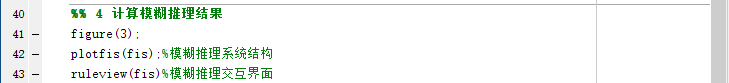 40 %% 4 计算模糊推理结果
41 — figure(3);
42 — plotfis(fis);%模糊推理系统结构
43 — ruleview(fis)%模糊推理交互界面